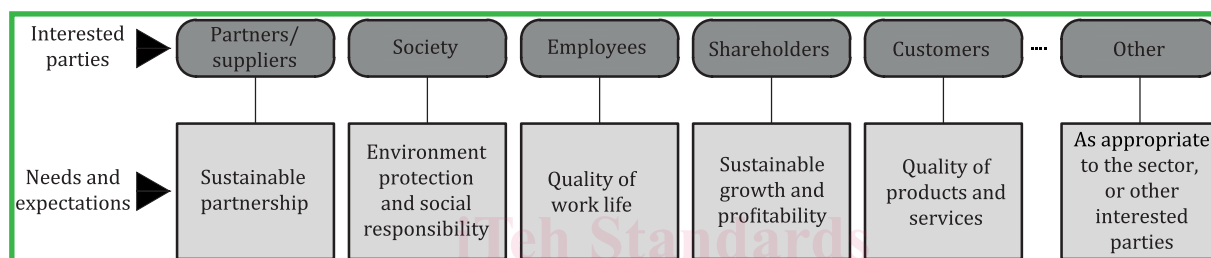 Interested
parties
Partners/
suppliers
Society
Employees
Shareholders
Customers
....
Other
Needs and
expectations
Sustainable
partnership
Environment
protection
and social
responsibility
Quality of
work life
Sustainable
growth and
profitability
Quality of
products and
services
As appropriate
to the sector,
or other
interested
parties
iTeh Standards